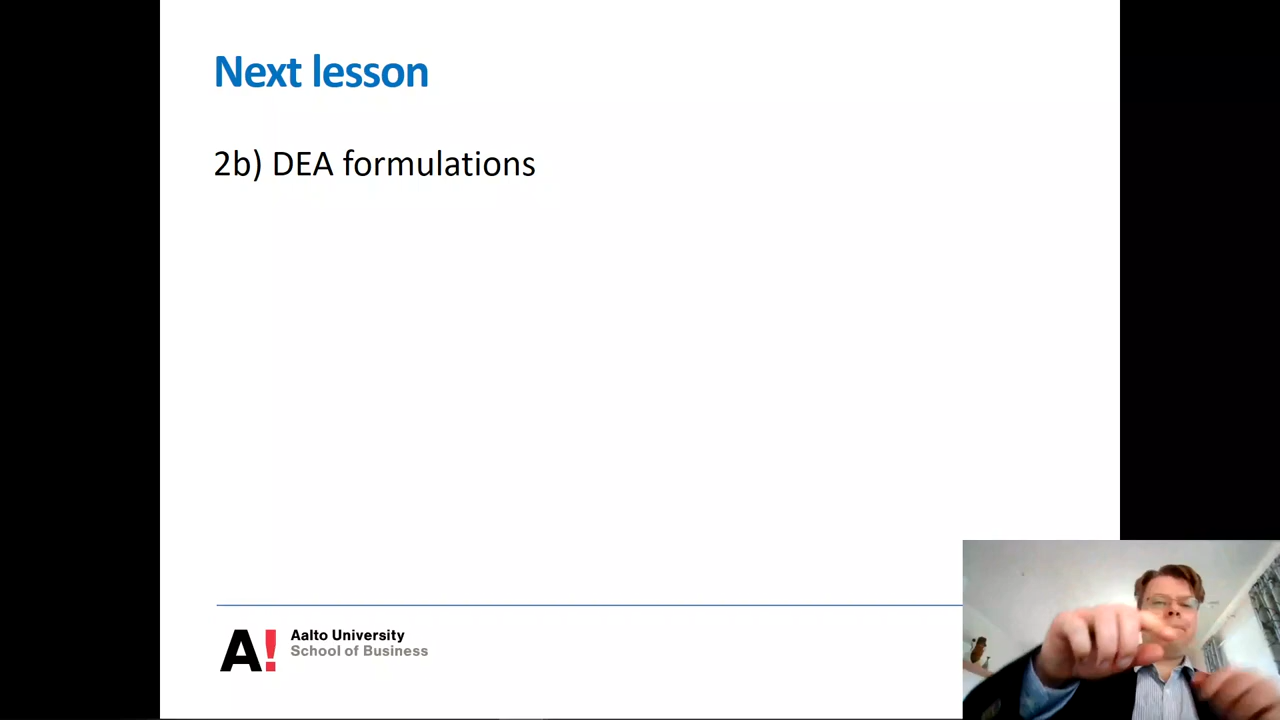 Next lesson
2b) DEA formulations
A!
Aalto University
School of Business